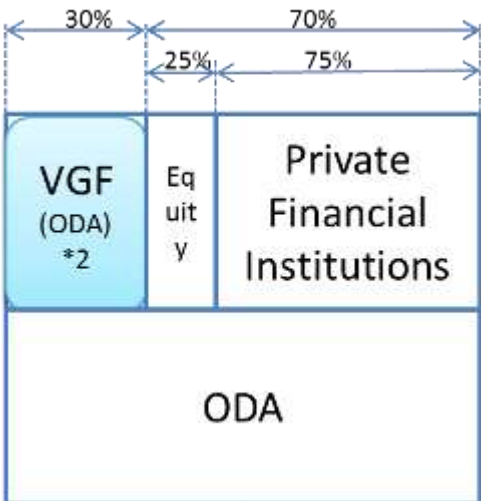 30% 70%
25% 75%
VGF
(ODA)
*2
Eq
uit
y
Private
Financial
Institutions
ODA